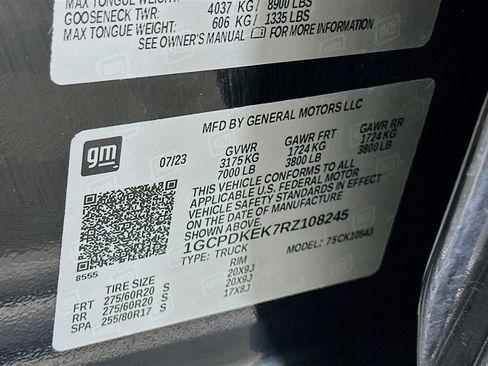 MAX TONGUE WT: 4037 KG / 8900 LBS
GOOSENECK TWR: 606 KG / 1335 LBS
MAX TONGUE WT:
SEE OWNER'S MANUAL FOR MORE INFORMATION
MFD BY GENERAL MOTORS LLC
gm
07/23 GVWR GAWR FRT GAWR RR
3175 KG 1724 KG 1724 KG
7000 LB 3800 LB 3800 LB
THIS VEHICLE CONFORMS TO ALL
APPLICABLE U.S. FEDERAL MOTOR
VEHICLE SAFETY STANDARDS IN EFFECT
ON THE DATE OF MANUFACTURE
SHOWN ABOVE.
1GCPDKEK7RZ108245
TYPE: TRUCK MODEL: 75CK10543
8555
TIRE SIZE RIM
FRT 275/60R20 S 20X9J
RR 275/60R20 S 20X9J
SPA 255/80R17 S 17X8J